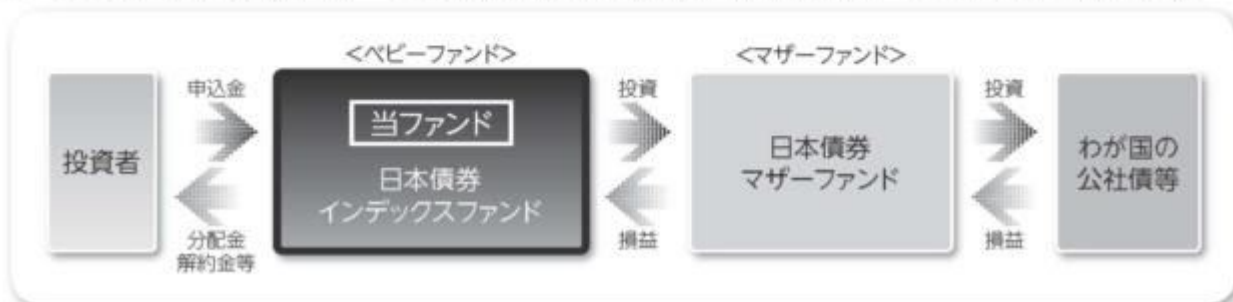 <ベビーファンド>
<マザーファンド>
投資者
申込金
分配金
解約金等
当ファンド
日本債券
インデックスファンド
投資
損益
日本債券
マザーファンド
投資
損益
わが国の
公社債等